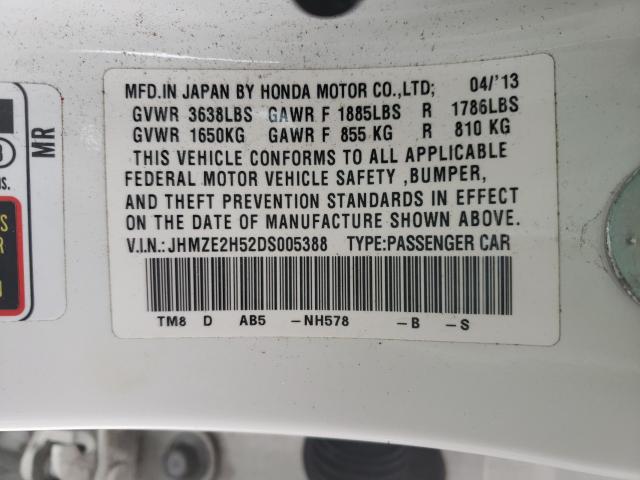 MFD.IN JAPAN BY HONDA MOTOR CO.,LTD; 04/'13
GVWR 3638LBS GAWR F 1885LBS R 1786LBS
GVWR 1650KG GAWR F 855 KG R 810 KG
THIS VEHICLE CONFORMS TO ALL APPLICABLE
FEDERAL MOTOR VEHICLE SAFETY ,BUMPER,
AND THEFT PREVENTION STANDARDS IN EFFECT
ON THE DATE OF MANUFACTURE SHOWN ABOVE.
V.I.N.: JHMZE2H52DS005388 TYPE:PASSENGER CAR
TM8 D AB5 -NH578 -B -S
MR